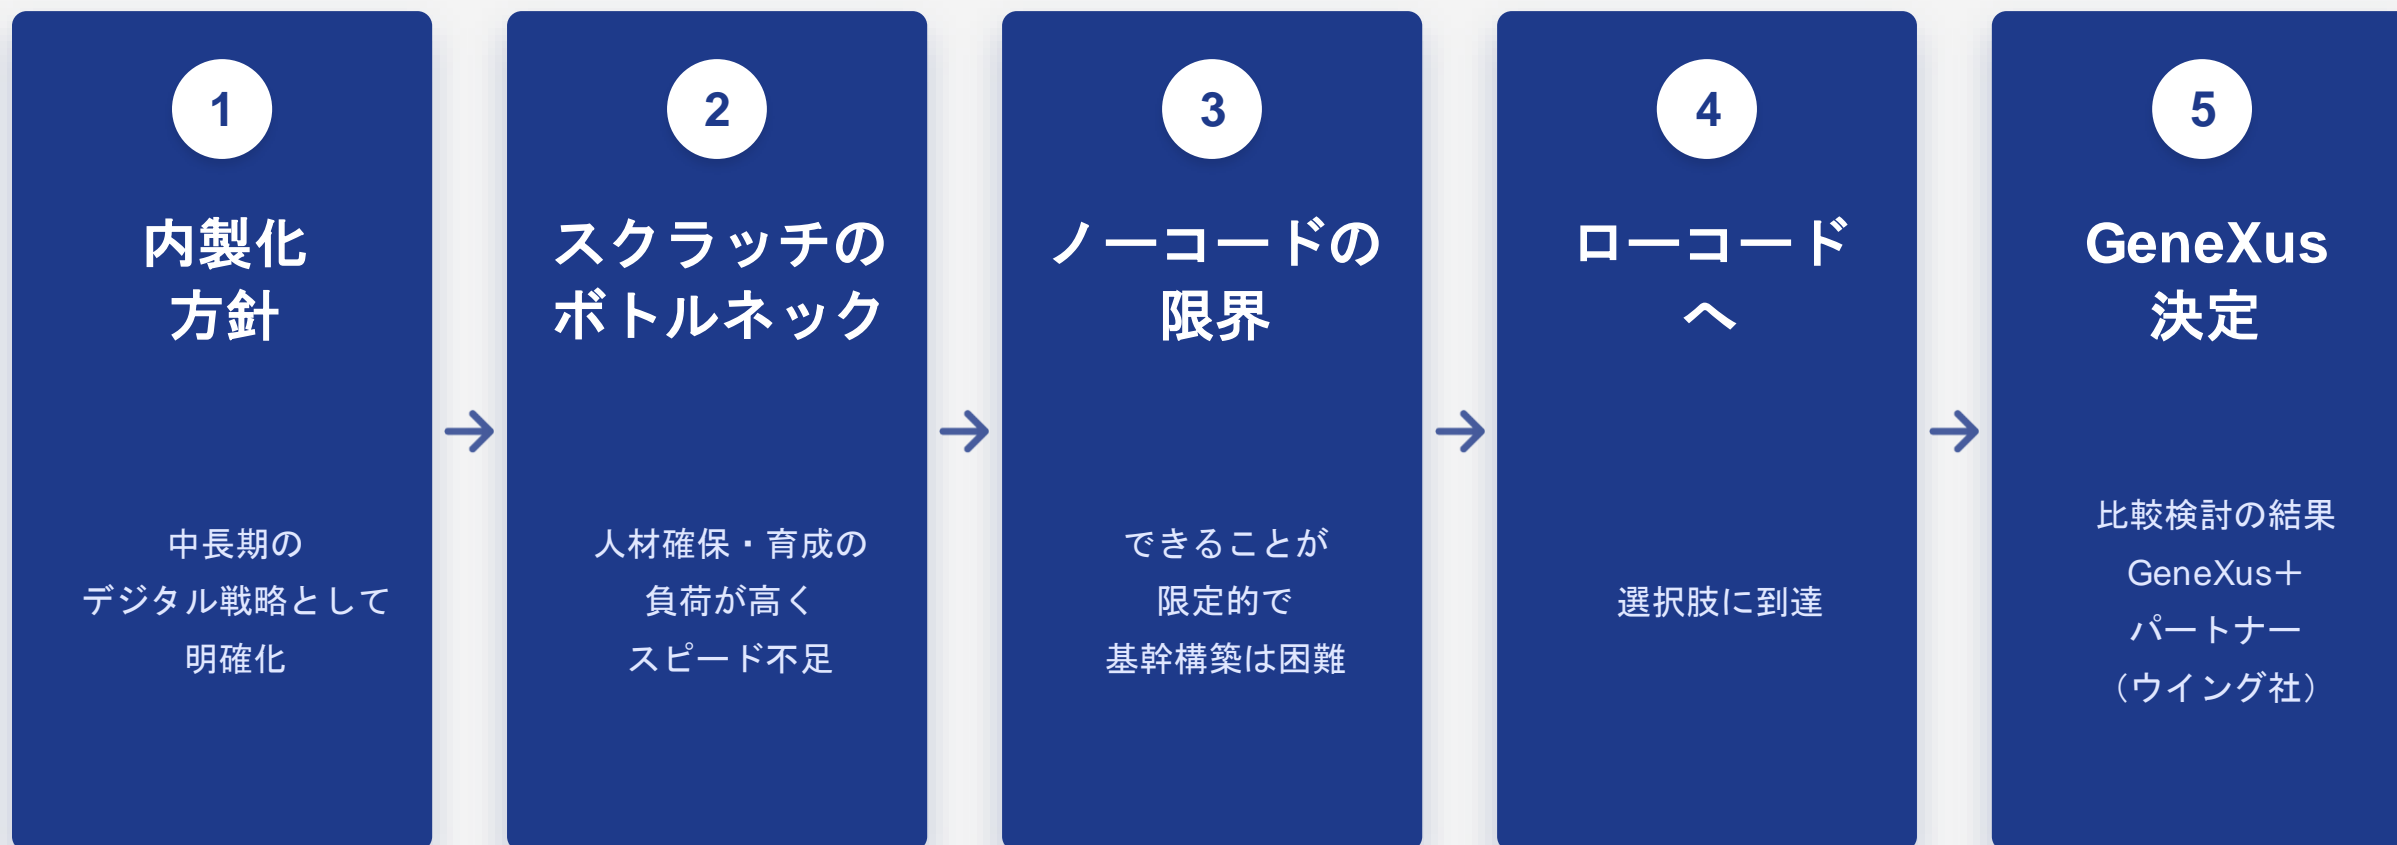 1
内製化
方針
中長期の
デジタル戦略として
明確化
2
スクラッチの
ボトルネック
人材確保・育成の
負荷が高く
スピード不足
3
ノーコードの
限界
できることが
限定的で
基幹構築は困難
4
ローコード
へ
選択肢に到達
5
GeneXus
決定
比較検討の結果
GeneXus＋
パートナー
（ウイング社）